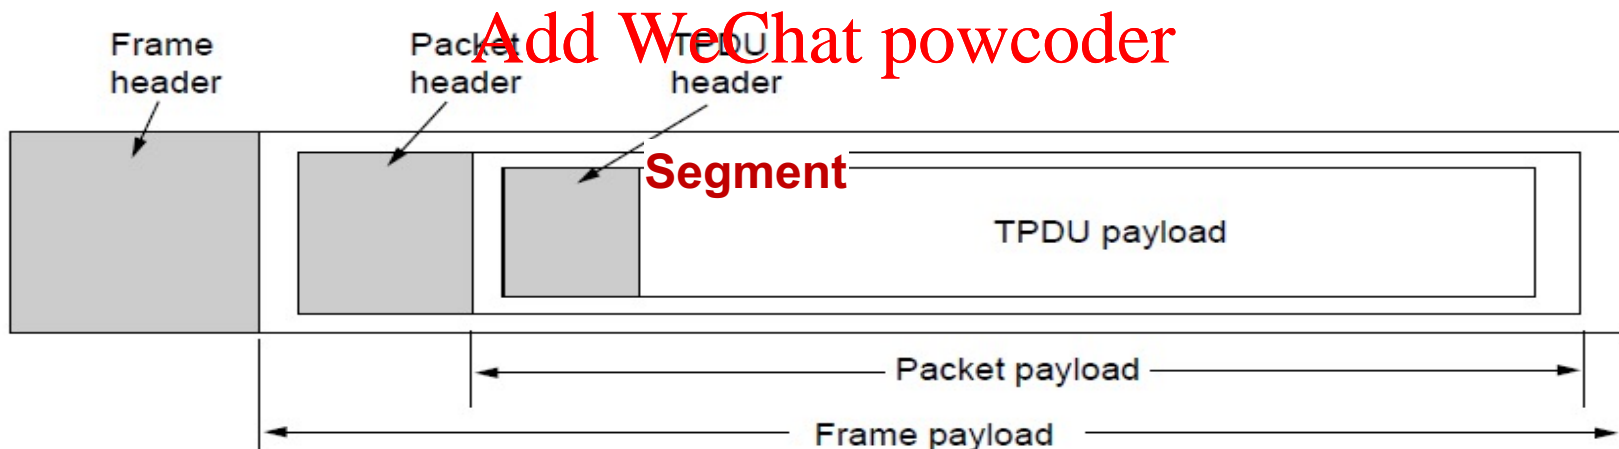 Add WeChat powcoder
Frame
header
Packet
header
TPDU
header
Segment
TPDU payload
Packet payload
Frame payload